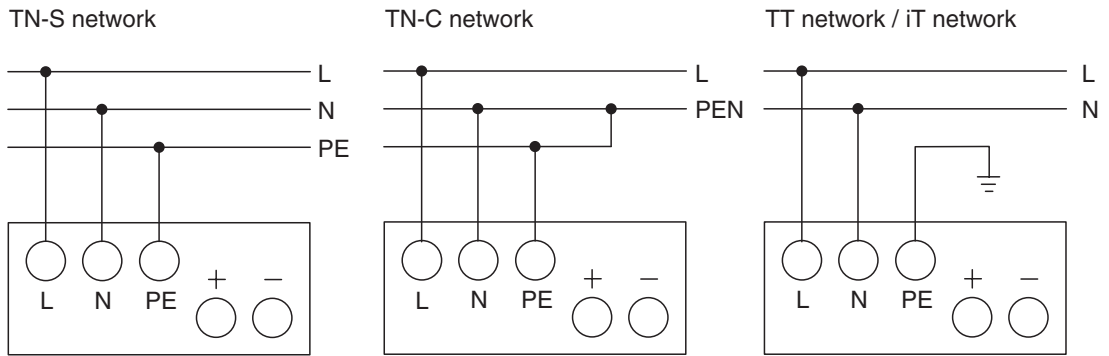 TN-S network
L
N
PE
L N PE + −
TN-C network
L
PEN
L N PE + −
TT network / iT network
L
N
L N PE + −